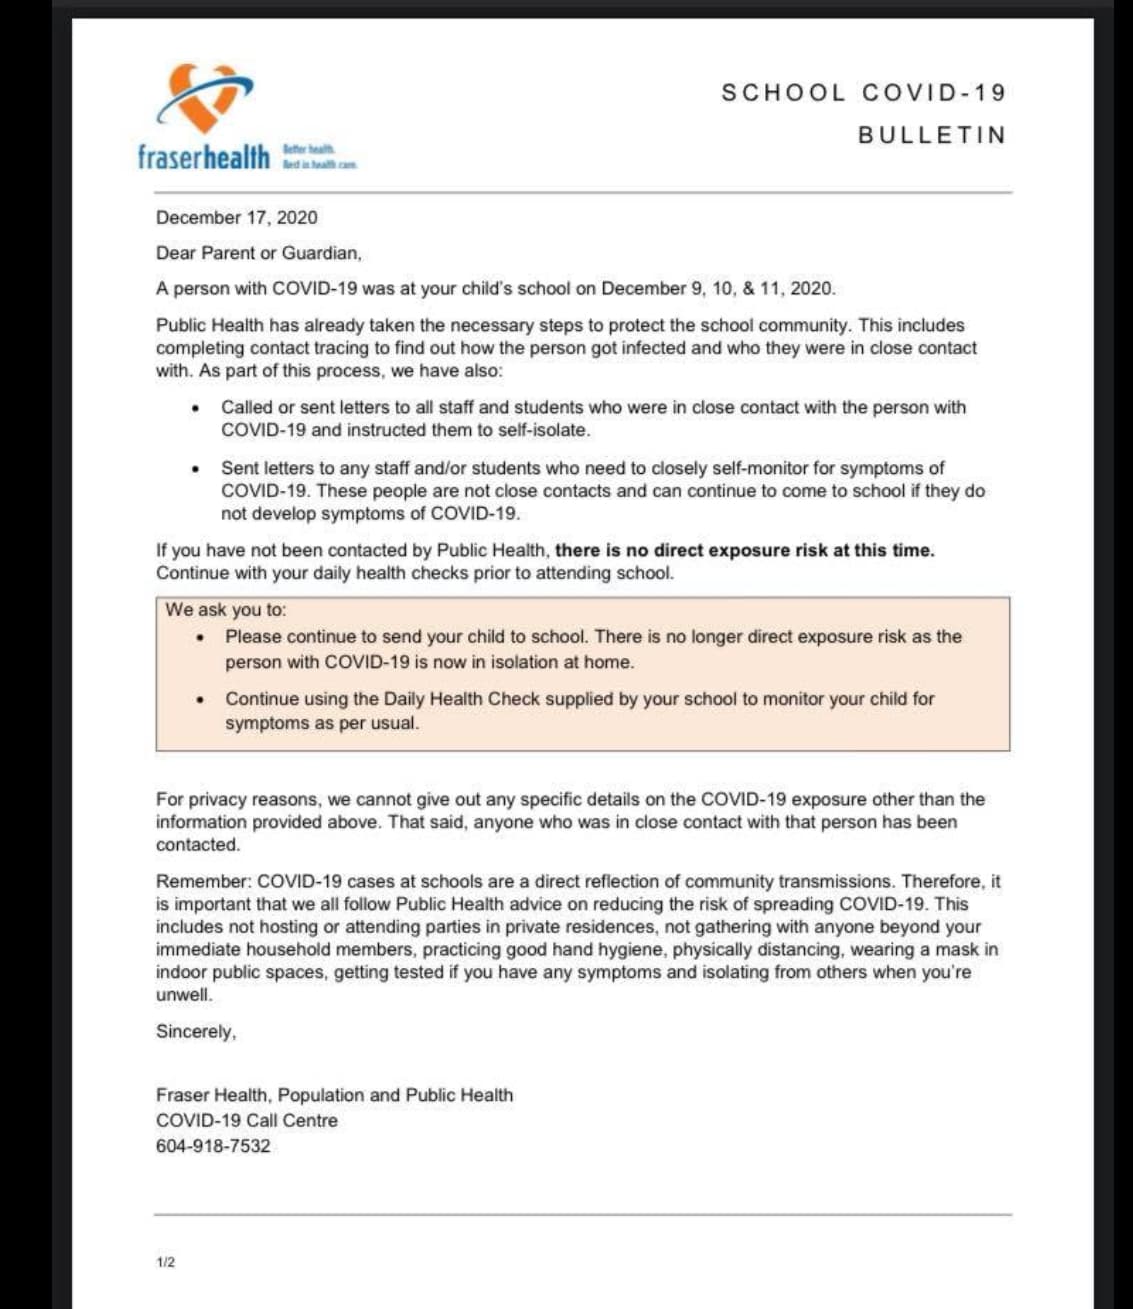 SCHOOL COVID-19
BULLETIN
fraserhealth
Better health.
Best in health care.
December 17, 2020
Dear Parent or Guardian,
A person with COVID-19 was at your child's school on December 9, 10, & 11, 2020.
Public Health has already taken the necessary steps to protect the school community. This includes
completing contact tracing to find out how the person got infected and who they were in close contact
with. As part of this process, we have also:
• Called or sent letters to all staff and students who were in close contact with the person with
COVID-19 and instructed them to self-isolate.
• Sent letters to any staff and/or students who need to closely self-monitor for symptoms of
COVID-19. These people are not close contacts and can continue to come to school if they do
not develop symptoms of COVID-19.
If you have not been contacted by Public Health, there is no direct exposure risk at this time.
Continue with your daily health checks prior to attending school.
We ask you to:
• Please continue to send your child to school. There is no longer direct exposure risk as the
person with COVID-19 is now in isolation at home.
• Continue using the Daily Health Check supplied by your school to monitor your child for
symptoms as per usual.
For privacy reasons, we cannot give out any specific details on the COVID-19 exposure other than the
information provided above. That said, anyone who was in close contact with that person has been
contacted.
Remember: COVID-19 cases at schools are a direct reflection of community transmissions. Therefore, it
is important that we all follow Public Health advice on reducing the risk of spreading COVID-19. This
includes not hosting or attending parties in private residences, not gathering with anyone beyond your
immediate household members, practicing good hand hygiene, physically distancing, wearing a mask in
indoor public spaces, getting tested if you have any symptoms and isolating from others when you're
unwell.
Sincerely,
Fraser Health, Population and Public Health
COVID-19 Call Centre
604-918-7532
1/2